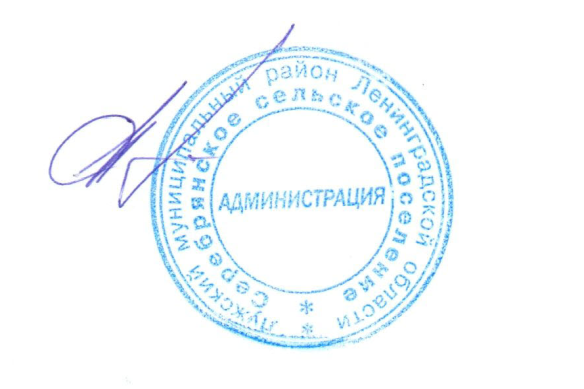 Лужский муниципальный район Ленинградской области *
Серебрянское сельское поселение *
АДМИНИСТРАЦИЯ